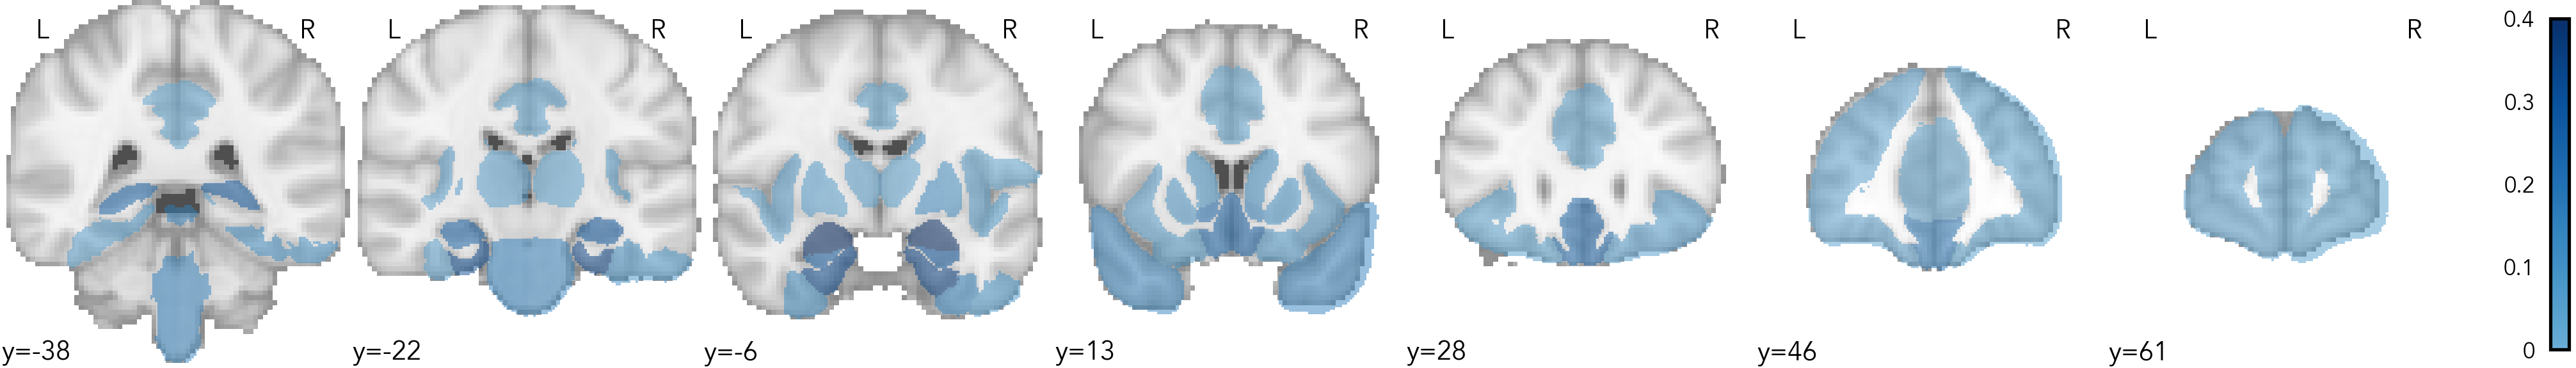 L R L R L R L R L R L R L R 0.4
0.3
0.2
0.1
y=-38 y=-22 y=-6 y=13 y=28 y=46 y=61 0